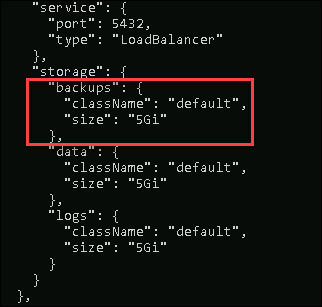 "service": {
"port": 5432,
"type": "LoadBalancer"
},
"storage": {
"backups": {
"className": "default",
"size": "5Gi"
},
"data": {
"className": "default",
"size": "5Gi"
},
"logs": {
"className": "default",
"size": "5Gi"
}
}
},